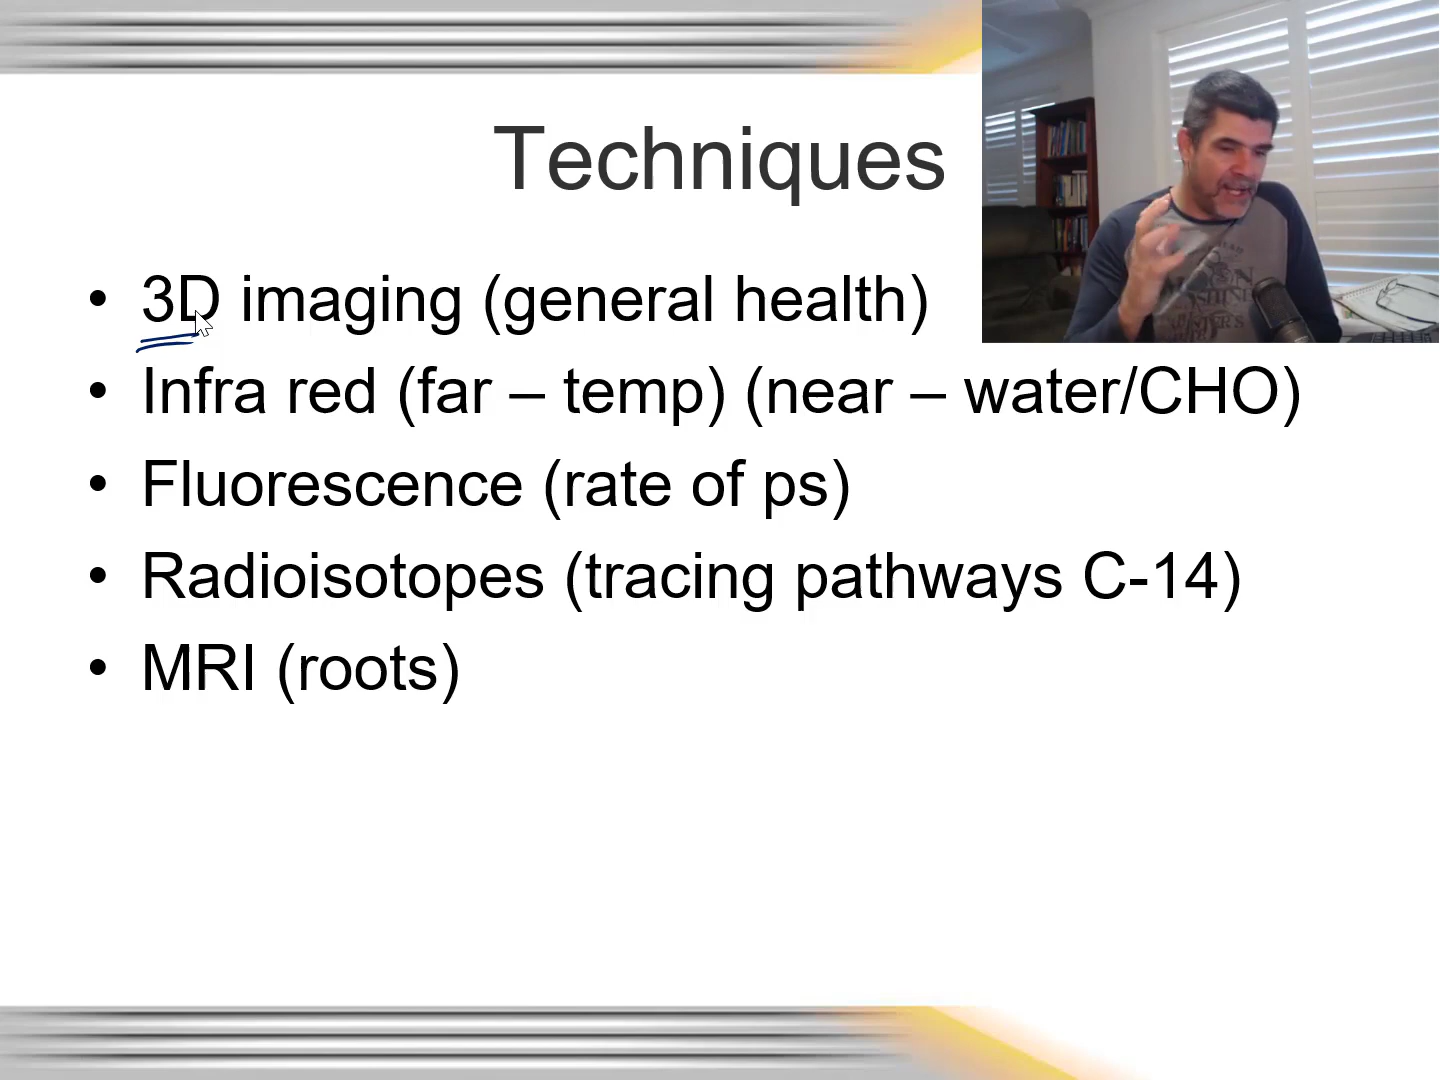 Techniques
• 3D imaging (general health)
• Infra red (far – temp) (near – water/CHO)
• Fluorescence (rate of ps)
• Radioisotopes (tracing pathways C-14)
• MRI (roots)